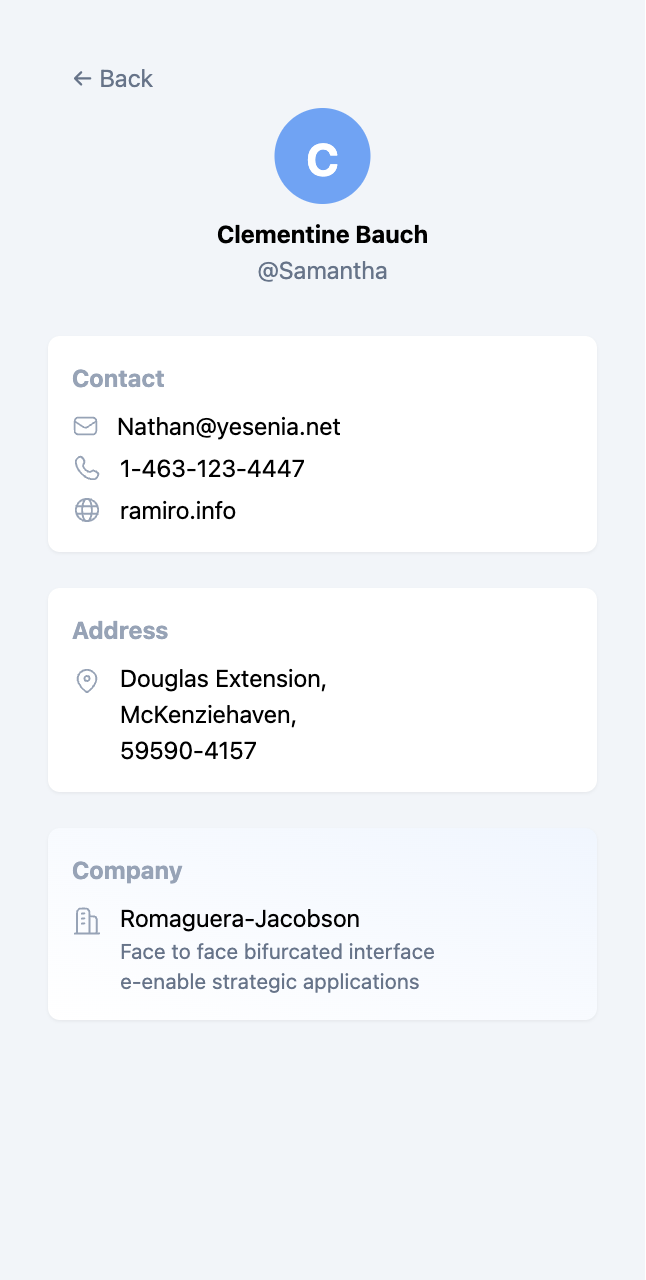 ← Back
C
Clementine Bauch
@Samantha
Contact
Nathan@yesenia.net
1-463-123-4447
ramiro.info
Address
Douglas Extension,
McKenziehaven,
59590-4157
Company
Romaguera-Jacobson
Face to face bifurcated interface
e-enable strategic applications